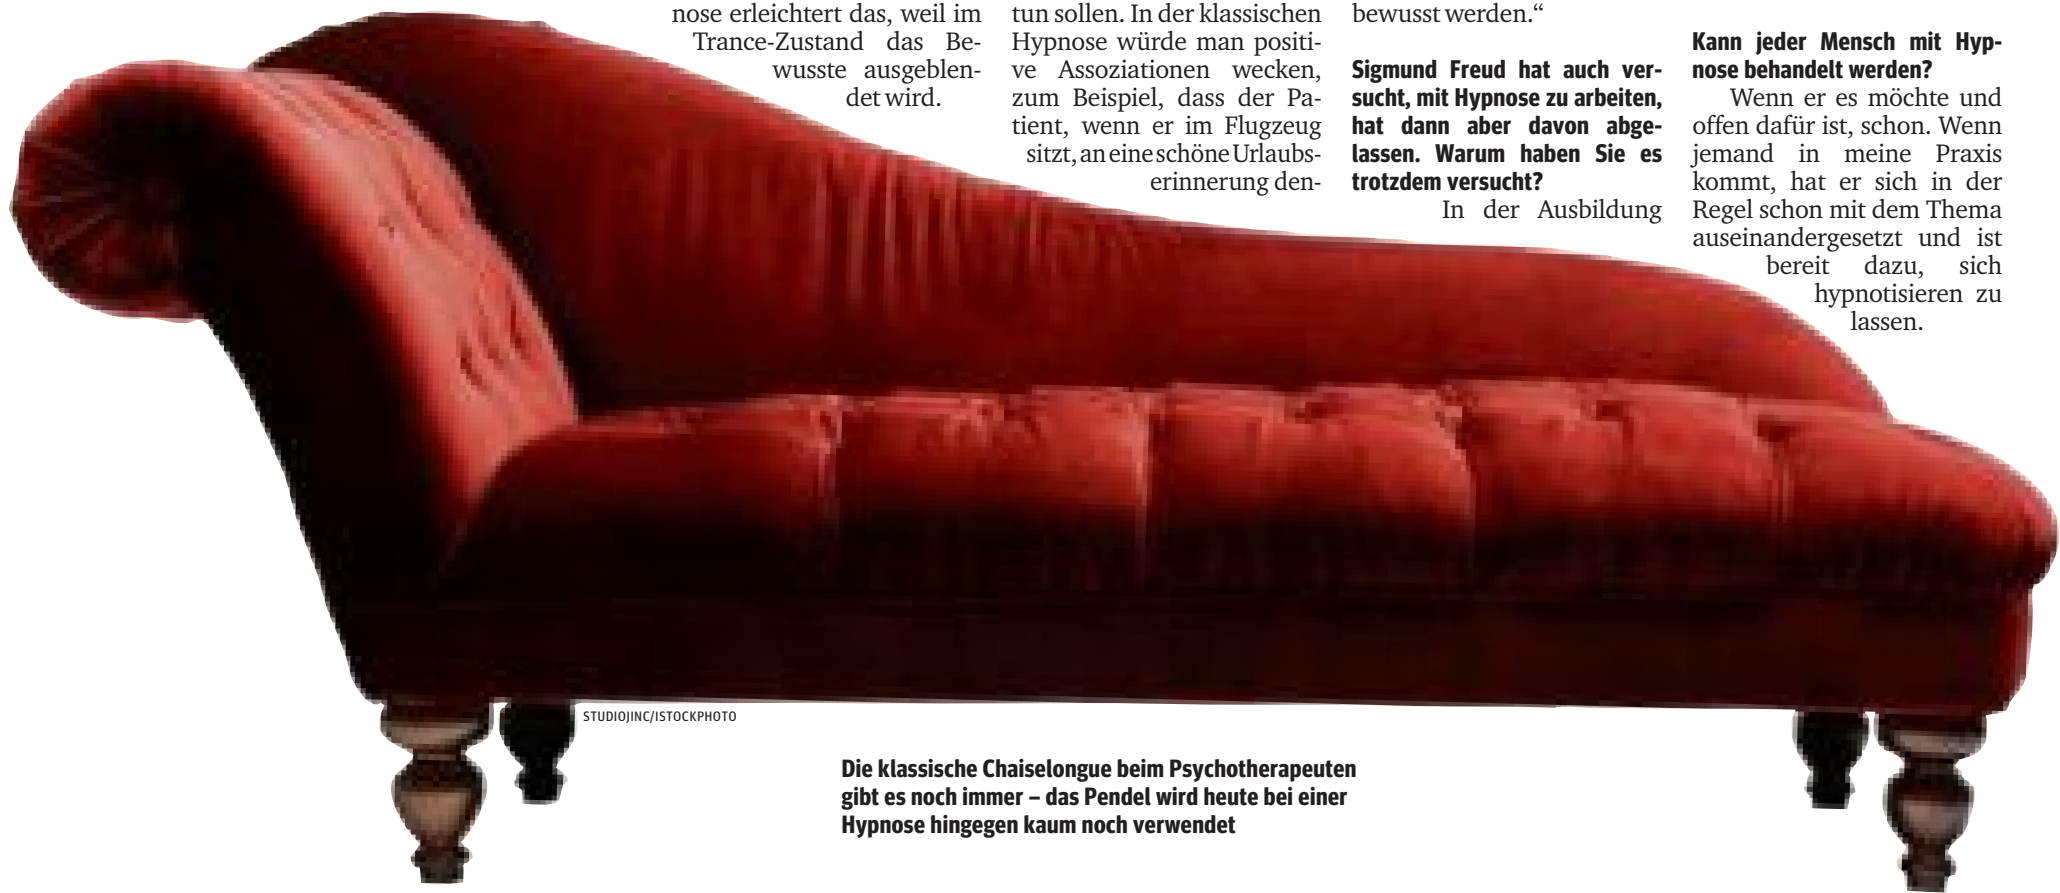 nose erleichtert das, weil im
Trance-Zustand das Be-
wusste ausgeblen-
det wird.
tun sollen. In der klassischen
Hypnose würde man positi-
ve Assoziationen wecken,
zum Beispiel, dass der Pa-
tient, wenn er im Flugzeug
sitzt, an eine schöne Urlaubs-
erinnerung den-
bewusst werden.“
Sigmund Freud hat auch ver-
sucht, mit Hypnose zu arbeiten,
hat dann aber davon abge-
lassen. Warum haben Sie es
trotzdem versucht?
In der Ausbildung
Kann jeder Mensch mit Hyp-
nose behandelt werden?
Wenn er es möchte und
offen dafür ist, schon. Wenn
jemand in meine Praxis
kommt, hat er sich in der
Regel schon mit dem Thema
auseinandergesetzt und ist
bereit dazu, sich
hypnotisieren zu
lassen.
STUDIOJINC/ISTOCKPHOTO
Die klassische Chaiselongue beim Psychotherapeuten
gibt es noch immer – das Pendel wird heute bei einer
Hypnose hingegen kaum noch verwendet